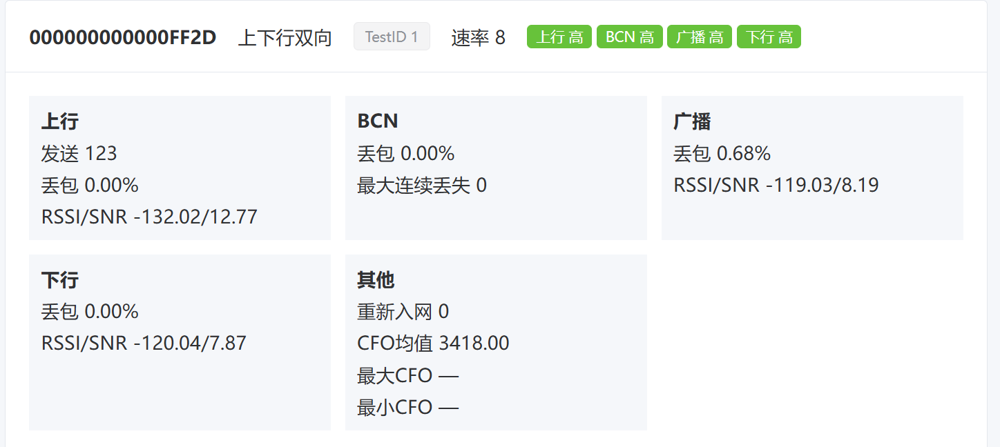 000000000000FF2D 上下行双向 TestID 1 速率 8 上行 高 BCN 高 广播 高 下行 高
上行
发送 123
丢包 0.00%
RSSI/SNR -132.02/12.77
BCN
丢包 0.00%
最大连续丢失 0
广播
丢包 0.68%
RSSI/SNR -119.03/8.19
下行
丢包 0.00%
RSSI/SNR -120.04/7.87
其他
重新入网 0
CFO均值 3418.00
最大CFO —
最小CFO —